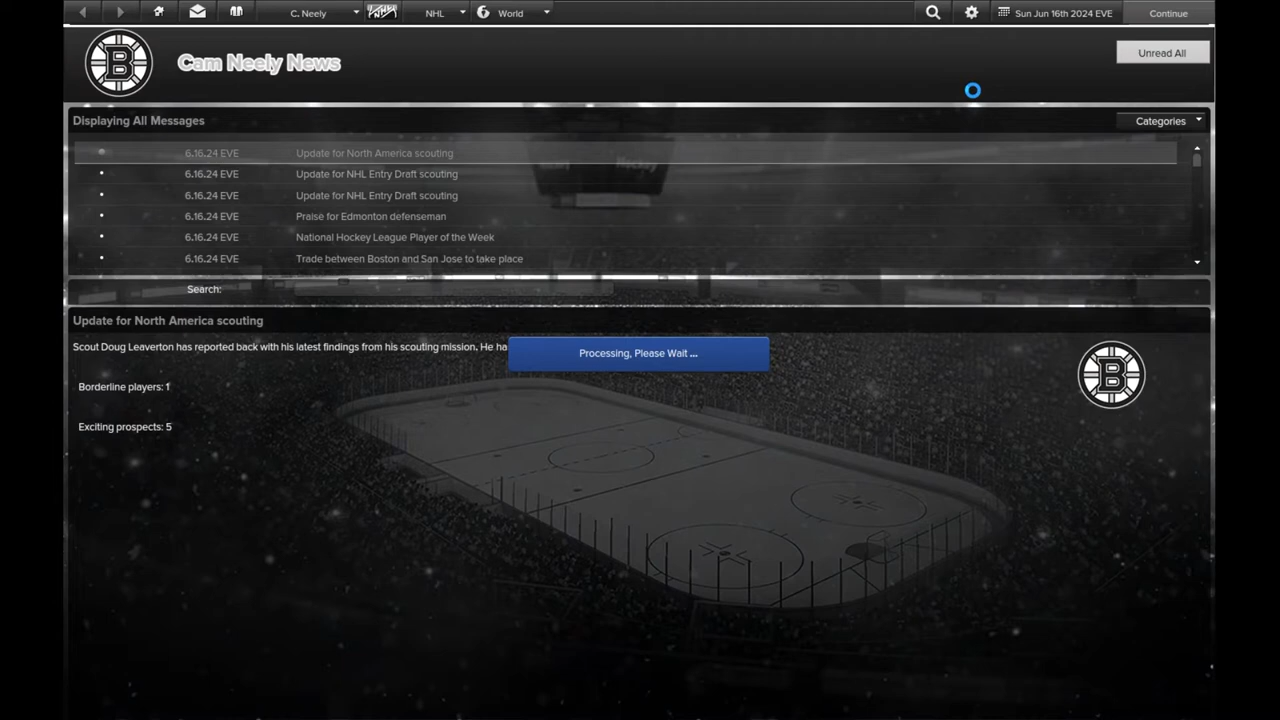 C. Neely NHL World Sun Jun 16th 2024 EVE Continue
Cam Neely News
Unread All
Displaying All Messages
Categories
6.16.24 EVE Update for North America scouting
6.16.24 EVE Update for NHL Entry Draft scouting
6.16.24 EVE Update for NHL Entry Draft scouting
6.16.24 EVE Praise for Edmonton defenseman
6.16.24 EVE National Hockey League Player of the Week
6.16.24 EVE Trade between Boston and San Jose to take place
Search:
Update for North America scouting
Scout Doug Leaverton has reported back with his latest findings from his scouting mission. He ha
Processing, Please Wait ...
B
B
Borderline players: 1
Exciting prospects: 5